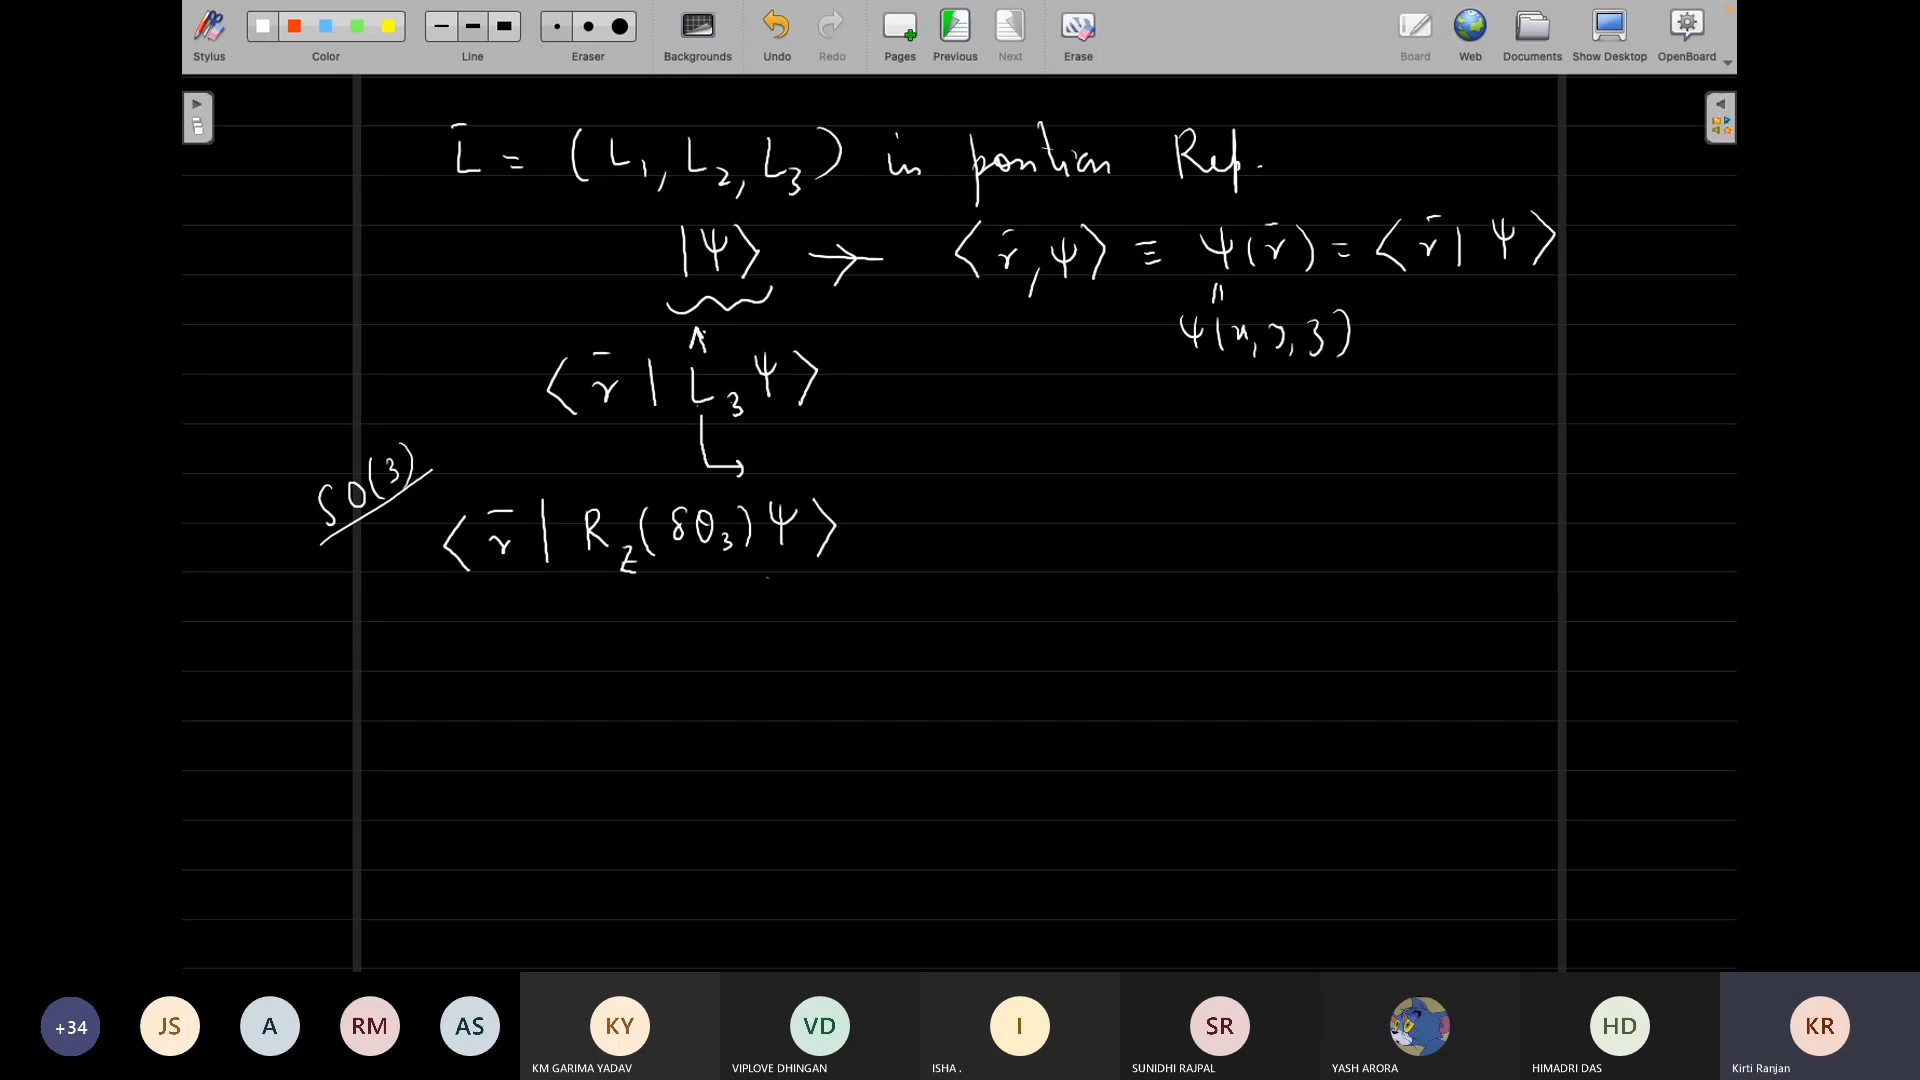 Stylus Color Line Eraser Backgrounds Undo Redo Pages Previous Next Erase Board Web Documents Show Desktop OpenBoard
L̄ = (L₁, L₂, L₃) in position Rep.
|Ψ⟩ → ⟨r̄, Ψ⟩ ≡ Ψ(r̄) = ⟨r̄| Ψ⟩
=
Ψ(x, y, z)
⟨r̄ | L₃ Ψ⟩
SO(3)
⟨r̄ | R_z(δθ₃) Ψ⟩
+34 JS A RM AS KY VD I SR HD KR
KM GARIMA YADAV VIPLOVE DHINGAN ISHA . SUNIDHI RAJPAL YASH ARORA HIMADRI DAS Kirti Ranjan